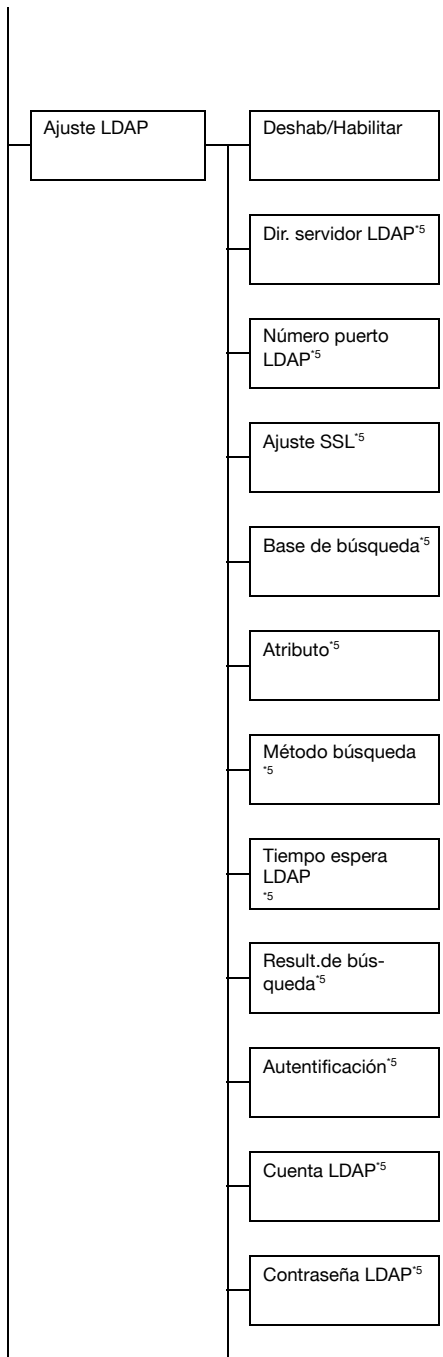 Ajuste LDAP
Deshab/Habilitar
Dir. servidor LDAP*5
Número puerto
LDAP*5
Ajuste SSL*5
Base de búsqueda*5
Atributo*5
Método búsqueda
*5
Tiempo espera
LDAP
*5
Result.de bús-
queda*5
Autentificación*5
Cuenta LDAP*5
Contraseña LDAP*5